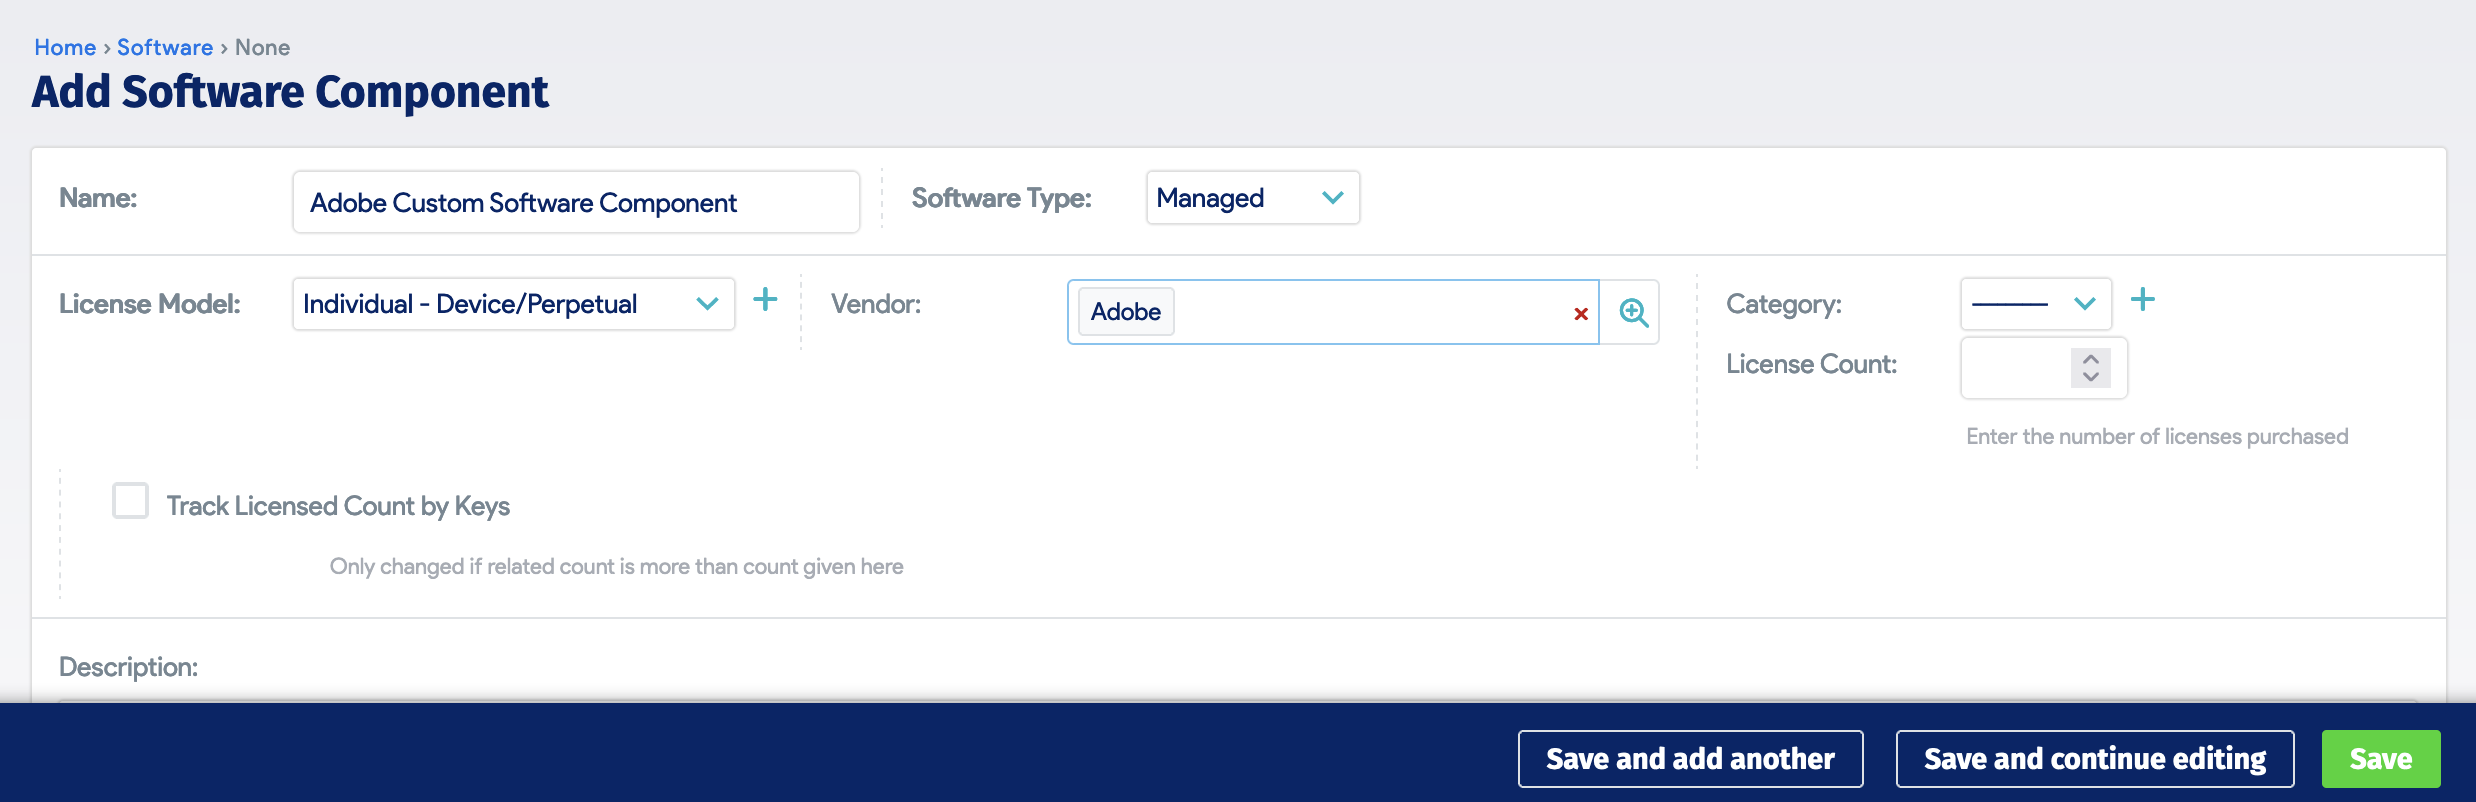 Home › Software › None
Add Software Component
Name: Adobe Custom Software Component Software Type: Managed
License Model: Individual - Device/Perpetual + Vendor: Adobe × Category: --------- +
License Count:
Enter the number of licenses purchased
Track Licensed Count by Keys
Only changed if related count is more than count given here
Description:
Save and add another Save and continue editing Save